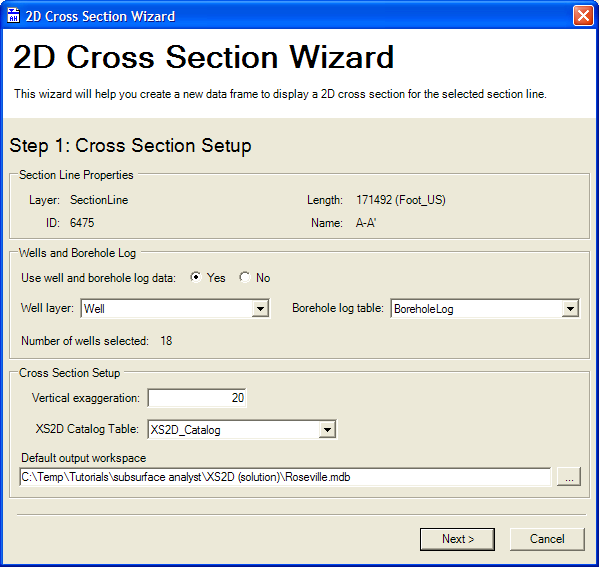 2D Cross Section Wizard
2D Cross Section Wizard
This wizard will help you create a new data frame to display a 2D cross section for the selected section line.
Step 1: Cross Section Setup
Section Line Properties
Layer: SectionLine Length: 171492 (Foot_US)
ID: 6475 Name: A-A'
Wells and Borehole Log
Use well and borehole log data: Yes No
Well layer: Well Borehole log table: BoreholeLog
Number of wells selected: 18
Cross Section Setup
Vertical exaggeration: 20
XS2D Catalog Table: XS2D_Catalog
Default output workspace
C:\Temp\Tutorials\subsurface analyst\XS2D (solution)\Roseville.mdb ...
Next > Cancel